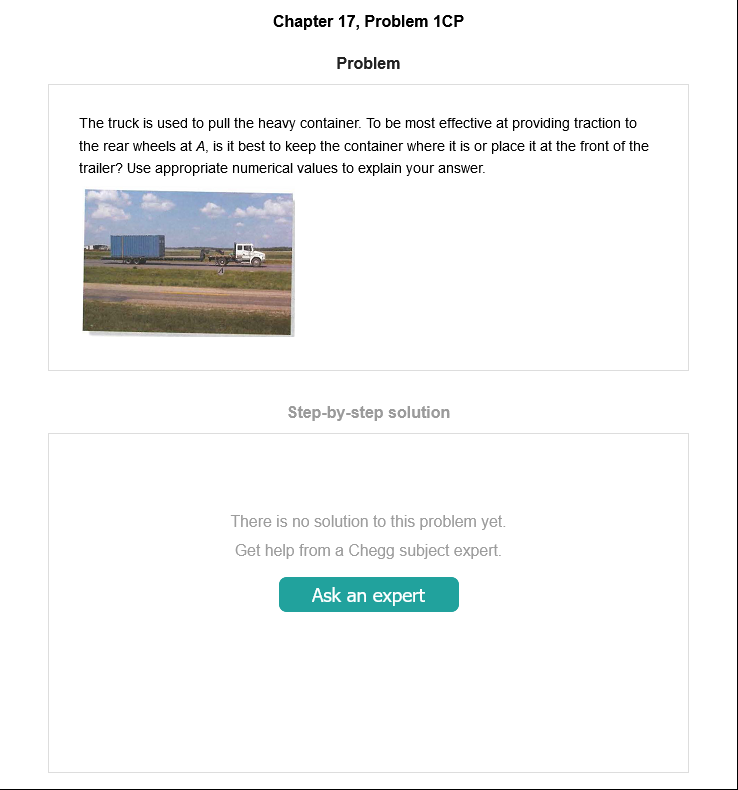 Chapter 17, Problem 1CP
Problem
The truck is used to pull the heavy container. To be most effective at providing traction to
the rear wheels at A, is it best to keep the container where it is or place it at the front of the
trailer? Use appropriate numerical values to explain your answer.
A
Step-by-step solution
There is no solution to this problem yet.
Get help from a Chegg subject expert.
Ask an expert